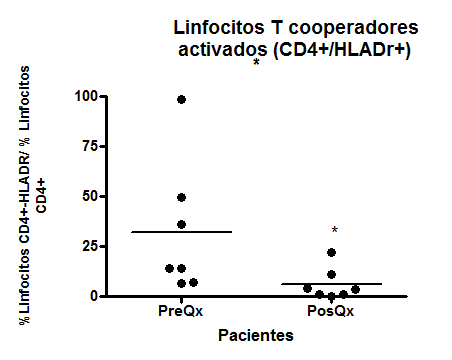 Linfocitos T cooperadores
activados (CD4+/HLADr+)
*
%Linfocitos CD4+-HLADR/ % Linfocitos
CD4+
100
75
50
25
0
*
PreQx
PosQx
Pacientes